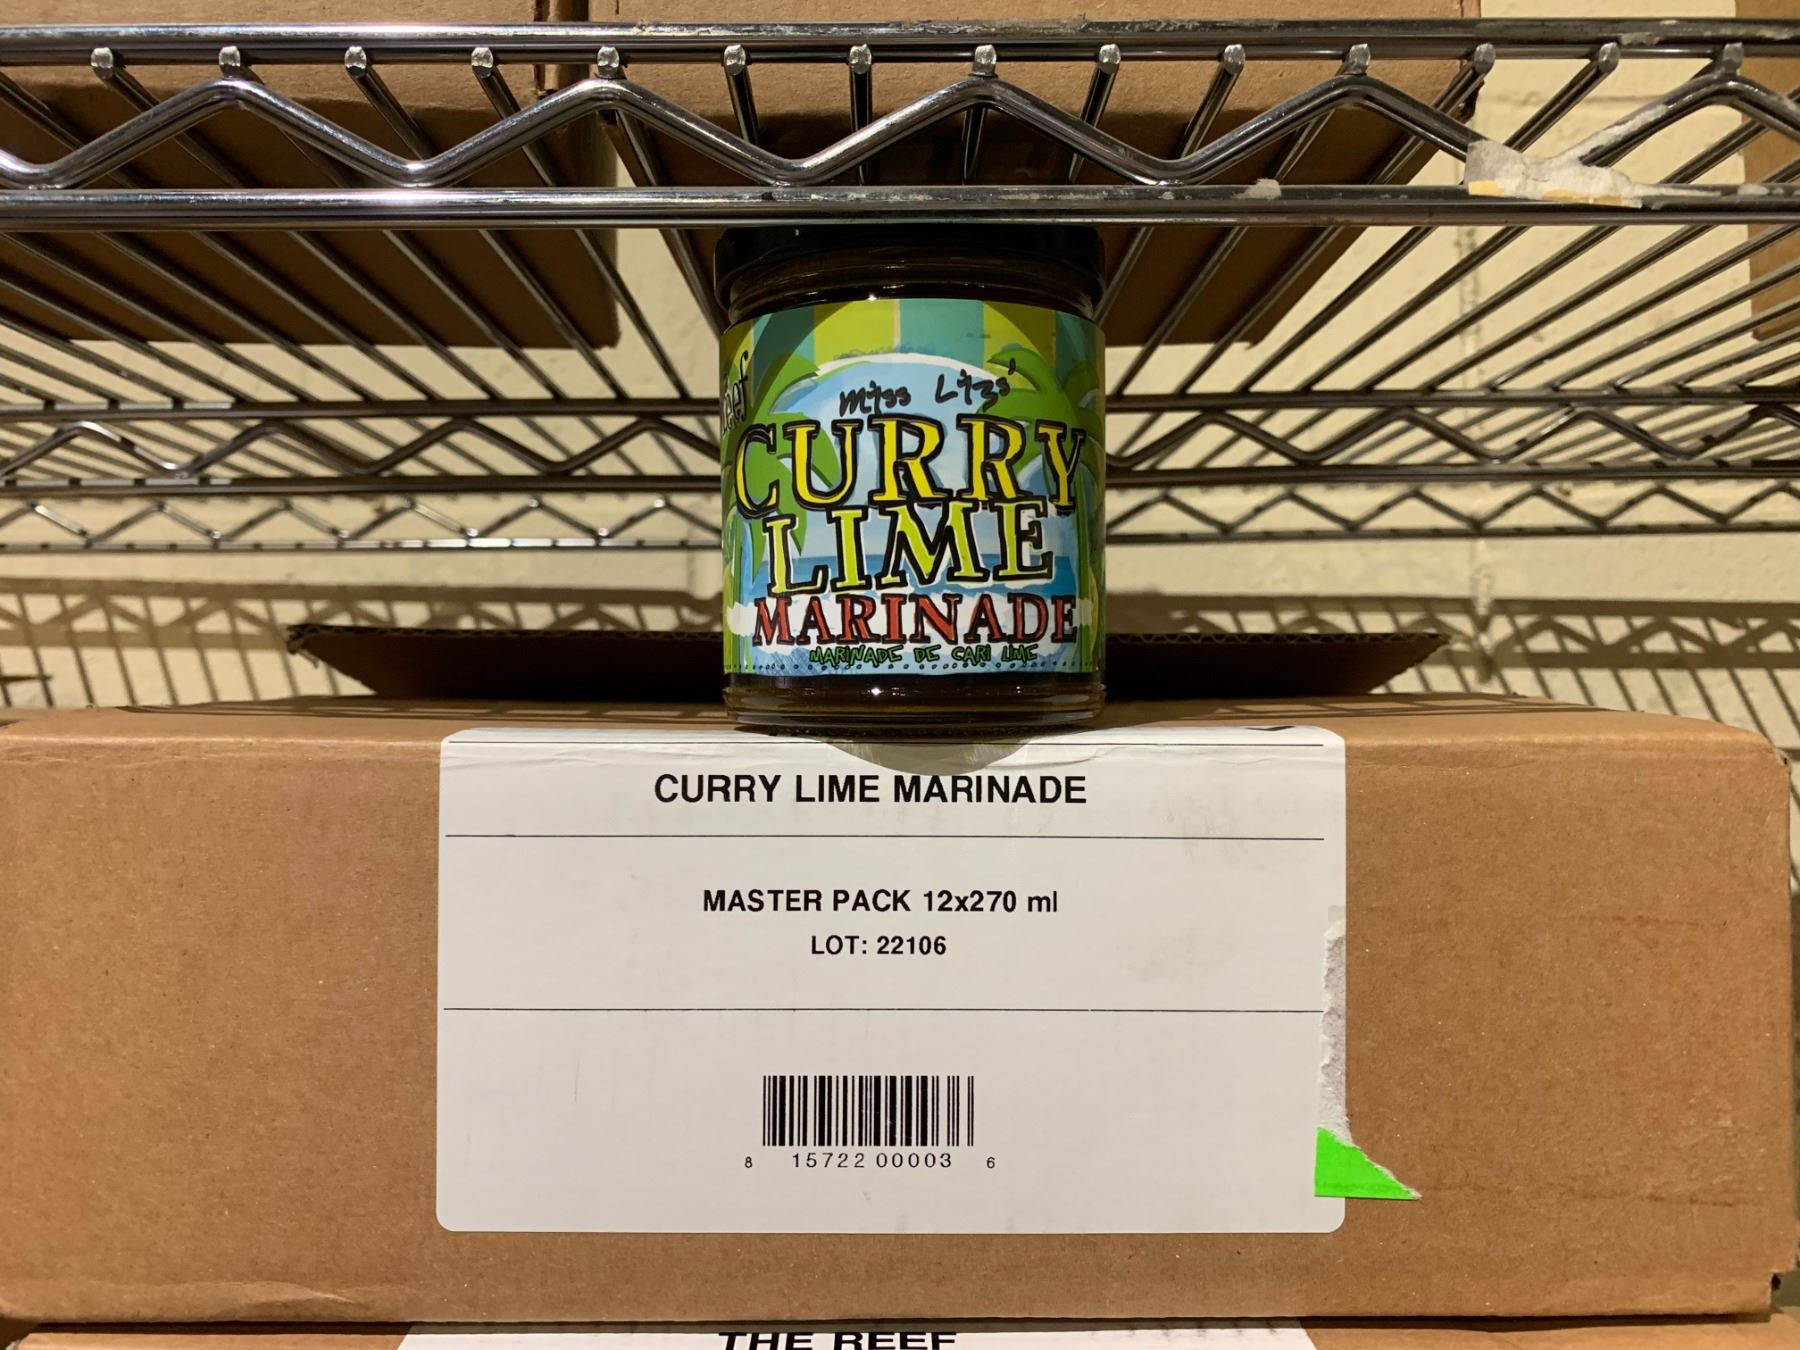 Miss Lizs'
CURRY
LIME
MARINADE
MARINADE DE CARI LIME
CURRY LIME MARINADE
MASTER PACK 12x270 ml
LOT: 22106
8 15722 00003 6
THE REEF